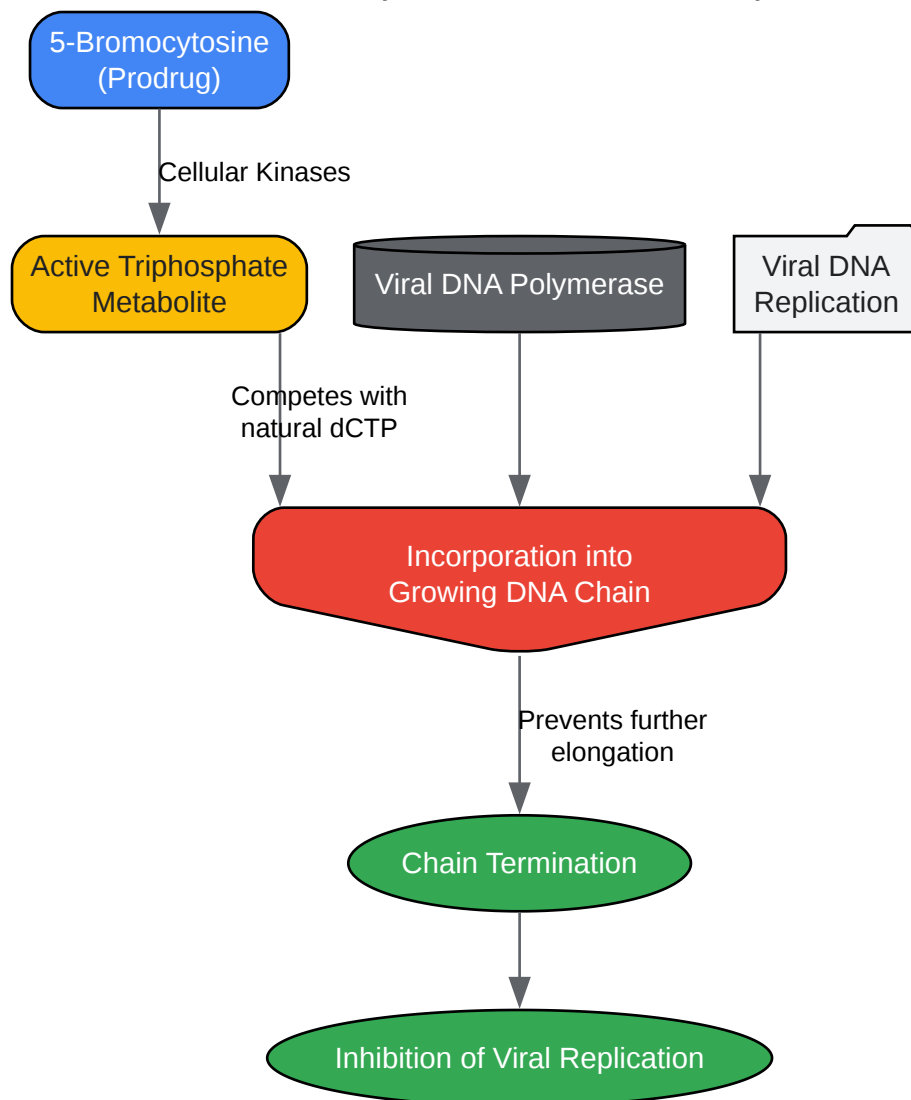 5-Bromocytosine
(Prodrug)
Cellular Kinases
Active Triphosphate
Metabolite
Viral DNA Polymerase
Viral DNA
Replication
Competes with
natural dCTP
Incorporation into
Growing DNA Chain
Prevents further
elongation
Chain Termination
Inhibition of Viral Replication